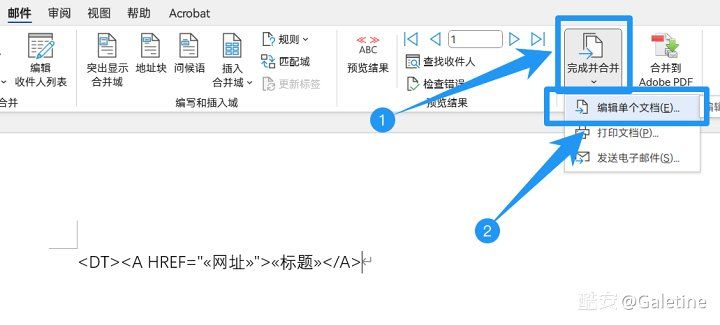 邮件 审阅 视图 帮助 Acrobat
编辑 收件人列表
突出显示 合并域
地址块
问候语
插入 合并域
规则
匹配域
更新标签
ABC
预览结果
1
查找收件人
检查错误
完成并合并
合并到 Adobe PDF
合并
编写和插入域
预览结果
编辑单个文档(E)...
打印文档(P)...
发送电子邮件(S)...
1
2
<DT><A HREF="«网址»">«标题»</A>
酷安 @Galetine